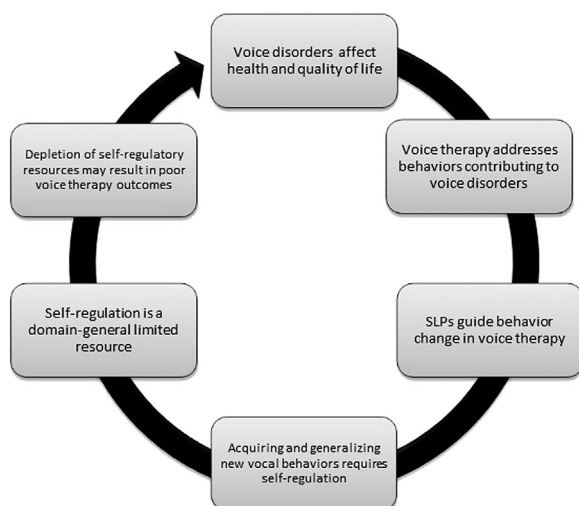 Voice disorders affect
health and quality of life
Voice therapy addresses
behaviors contributing to
voice disorders
SLPs guide behavior
change in voice therapy
Acquiring and generalizing
new vocal behaviors requires
self-regulation
Self-regulation is a
domain-general limited
resource
Depletion of self-regulatory
resources may result in poor
voice therapy outcomes